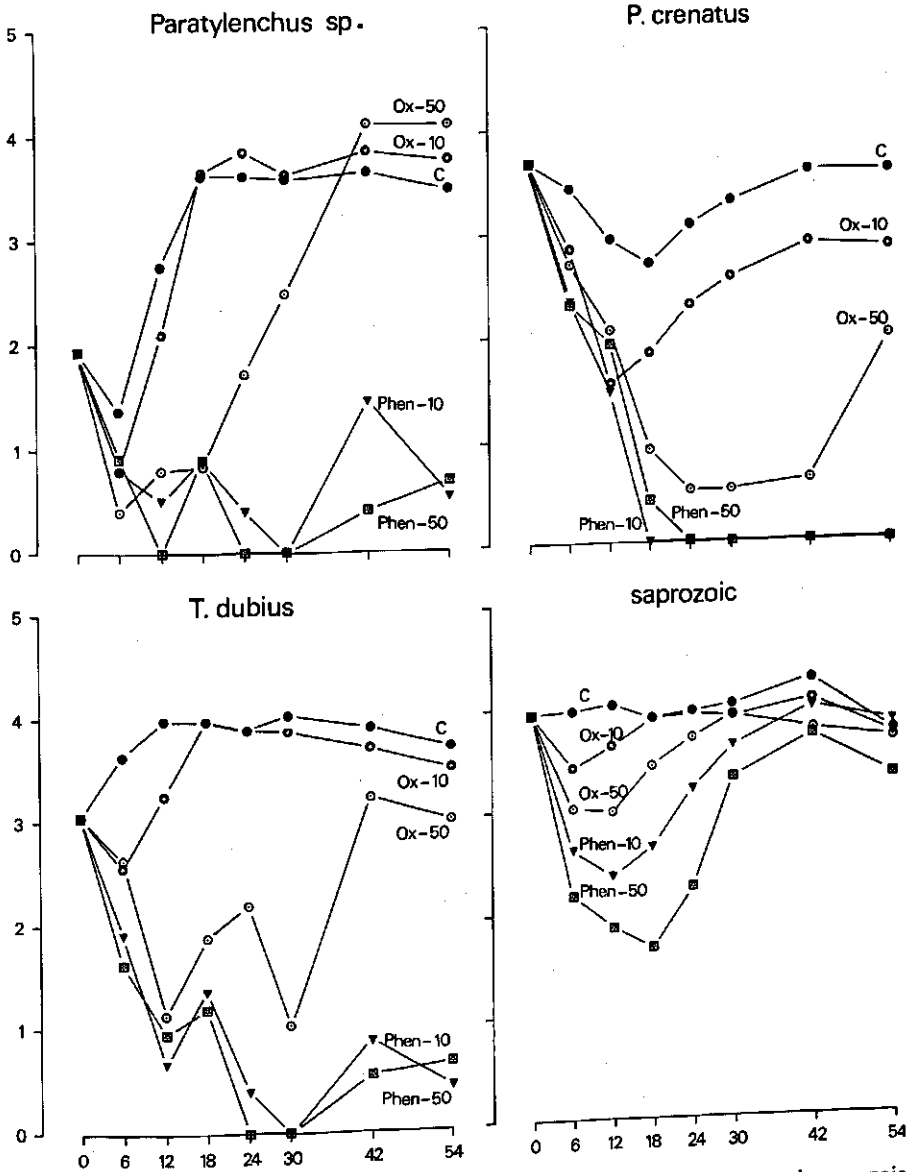 Paratylenchus sp.
5
4
3
2
1
0
Ox-50
Ox-10
C
Phen-10
Phen-50
P. crenatus
C
Ox-10
Ox-50
Phen-50
Phen-10
T. dubius
5
4
3
2
1
0
C
Ox-10
Ox-50
Phen-10
Phen-50
0 6 12 18 24 30 42 54
saprozoic
C
Ox-10
Ox-50
Phen-10
Phen-50
0 6 12 18 24 30 42 54